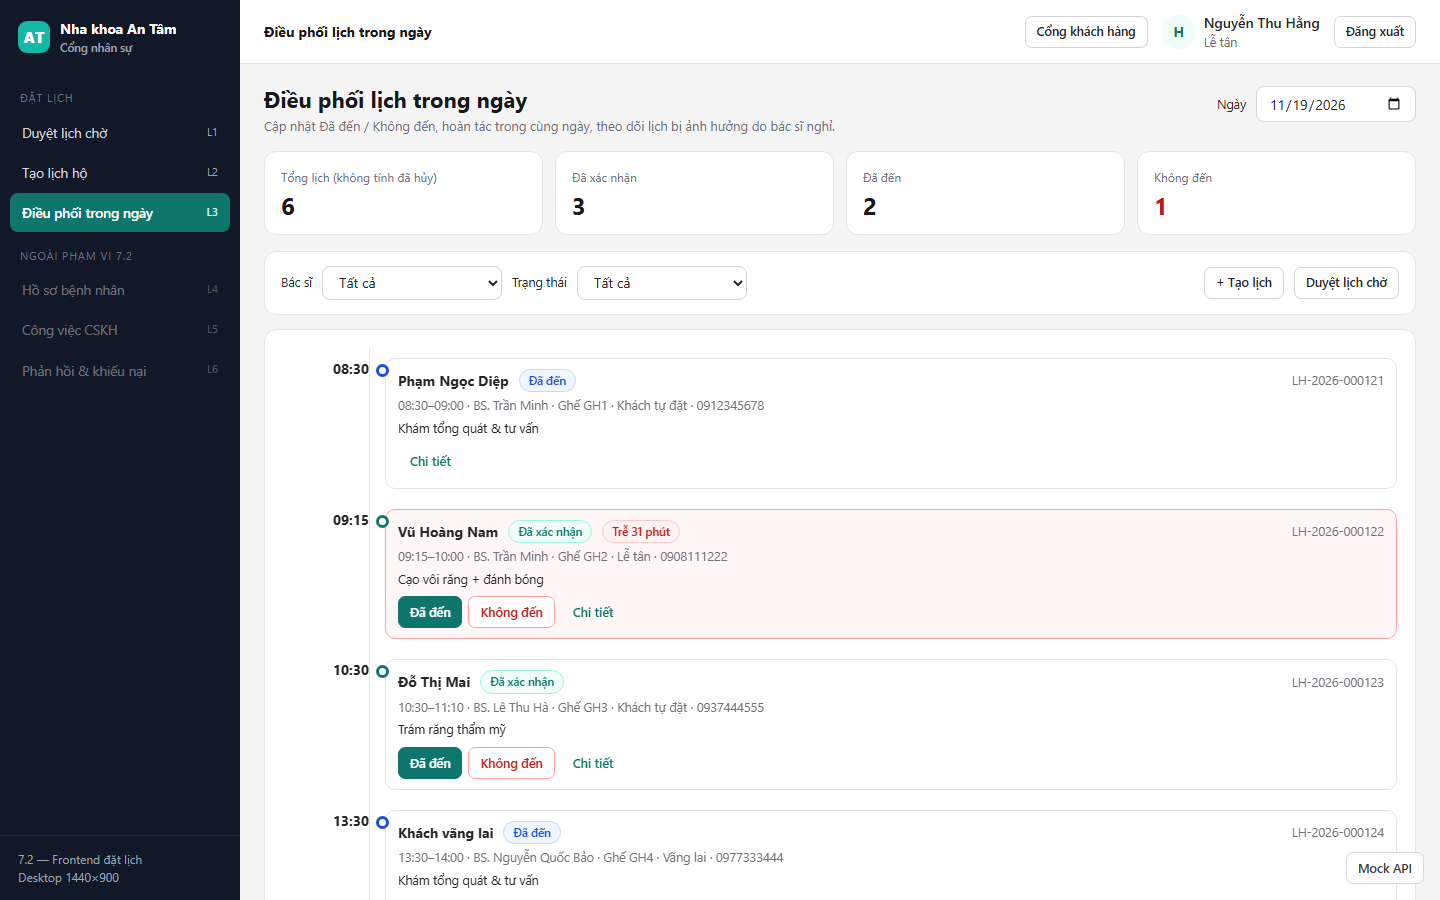 AT
Nha khoa An Tâm
Cổng nhân sự
ĐẶT LỊCH
Duyệt lịch chờ L1
Tạo lịch hộ L2
Điều phối trong ngày L3
NGOÀI PHẠM VI 7.2
Hồ sơ bệnh nhân L4
Công việc CSKH L5
Phản hồi & khiếu nại L6
7.2 — Frontend đặt lịch
Desktop 1440×900
Điều phối lịch trong ngày
Cổng khách hàng
H
Nguyễn Thu Hằng
Lễ tân
Đăng xuất
Điều phối lịch trong ngày
Cập nhật Đã đến / Không đến, hoàn tác trong cùng ngày, theo dõi lịch bị ảnh hưởng do bác sĩ nghỉ.
Ngày 11/19/2026
Tổng lịch (không tính đã hủy)
6
Đã xác nhận
3
Đã đến
2
Không đến
1
Bác sĩ Tất cả Trạng thái Tất cả + Tạo lịch Duyệt lịch chờ
08:30
Phạm Ngọc Diệp Đã đến LH-2026-000121
08:30–09:00 · BS. Trần Minh · Ghế GH1 · Khách tự đặt · 0912345678
Khám tổng quát & tư vấn
Chi tiết
09:15
Vũ Hoàng Nam Đã xác nhận Trễ 31 phút LH-2026-000122
09:15–10:00 · BS. Trần Minh · Ghế GH2 · Lễ tân · 0908111222
Cạo vôi răng + đánh bóng
Đã đến Không đến Chi tiết
10:30
Đỗ Thị Mai Đã xác nhận LH-2026-000123
10:30–11:10 · BS. Lê Thu Hà · Ghế GH3 · Khách tự đặt · 0937444555
Trám răng thẩm mỹ
Đã đến Không đến Chi tiết
13:30
Khách vãng lai Đã đến LH-2026-000124
13:30–14:00 · BS. Nguyễn Quốc Bảo · Ghế GH4 · Vãng lai · 0977333444
Khám tổng quát & tư vấn
Mock API